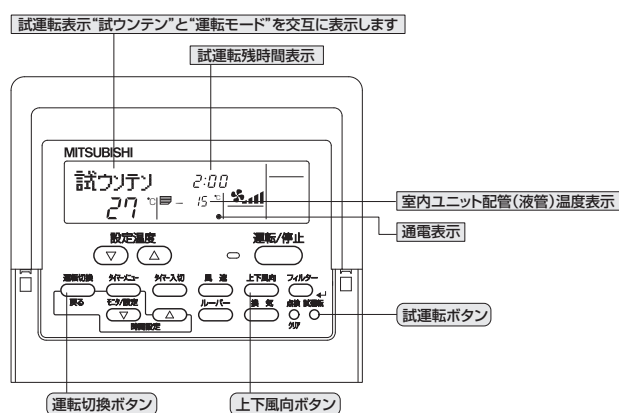 試運転表示“試ウンテン”と“運転モード”を交互に表示します
試運転残時間表示
MITSUBISHI
試ウンテン 2:00
27 ℃ 15 ℃
室内ユニット配管(液管)温度表示
通電表示
設定温度 運転/停止
運転切換 タイマーメニュー タイマー入切 風速 上下風向 フィルター
戻る モニタ/設定 ルーバー 換気 点検 試運転
時間設定 クリア
試運転ボタン
運転切換ボタン 上下風向ボタン